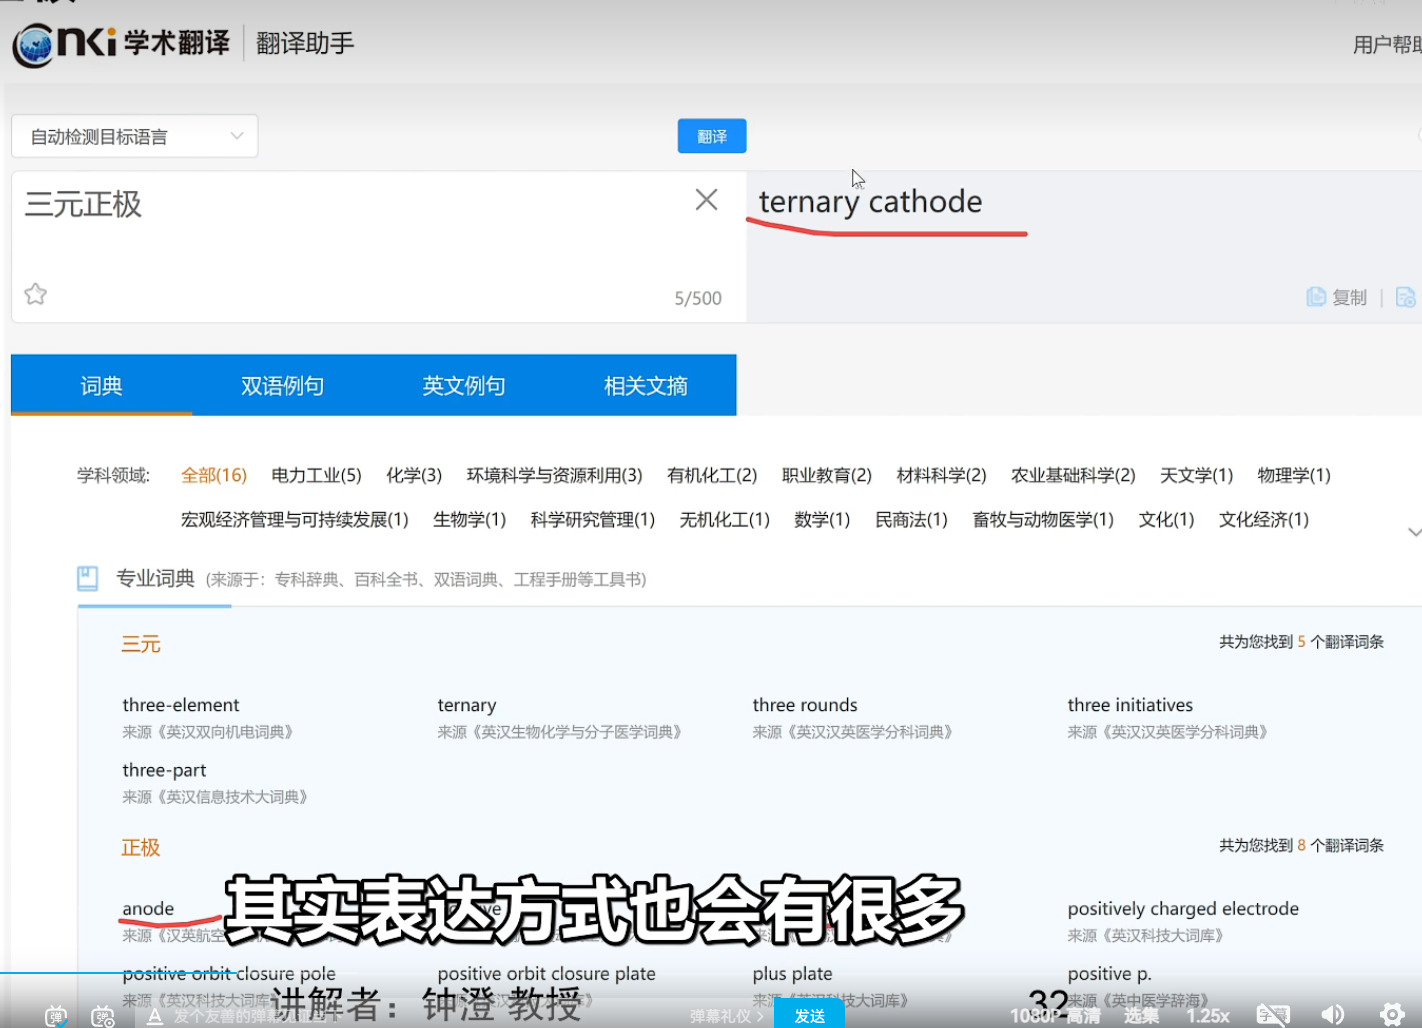 cnki 学术翻译 翻译助手
用户帮助
自动检测目标语言
翻译
三元正极
ternary cathode
5/500
复制
词典 双语例句 英文例句 相关文摘
学科领域: 全部(16) 电力工业(5) 化学(3) 环境科学与资源利用(3) 有机化工(2) 职业教育(2) 材料科学(2) 农业基础科学(2) 天文学(1) 物理学(1)
宏观经济管理与可持续发展(1) 生物学(1) 科学研究管理(1) 无机化工(1) 数学(1) 民商法(1) 畜牧与动物医学(1) 文化(1) 文化经济(1)
专业词典 (来源于: 专科辞典、百科全书、双语词典、工程手册等工具书)
三元 共为您找到 5 个翻译词条
three-element ternary three rounds three initiatives
来源《英汉双向机电词典》 来源《英汉生物化学与分子医学词典》 来源《英汉汉英医学分科词典》 来源《英汉汉英医学分科词典》
three-part
来源《英汉信息技术大词典》
正极 共为您找到 8 个翻译词条
anode positively charged electrode
其实表达方式也会有很多
来源《汉英航空 来源《英汉科技大词库》
positive orbit closure pole positive orbit closure plate plus plate positive p.
来源《英汉科技大词库 大词库》 来源《英中医学辞海》
讲解者：钟澄 教授 32
发个友善的弹幕见证当下 弹幕礼仪 发送 1080P 高清 选集 1.25x